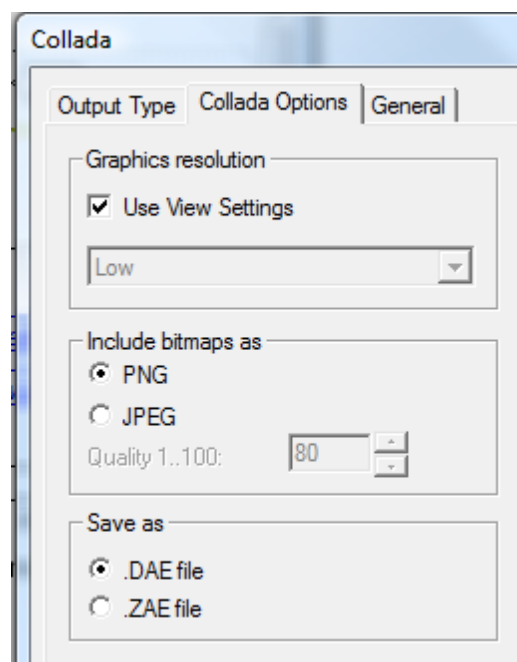 Collada
Output Type Collada Options General
Graphics resolution
Use View Settings
Low
Include bitmaps as
PNG
JPEG
Quality 1..100: 80
Save as
.DAE file
.ZAE file